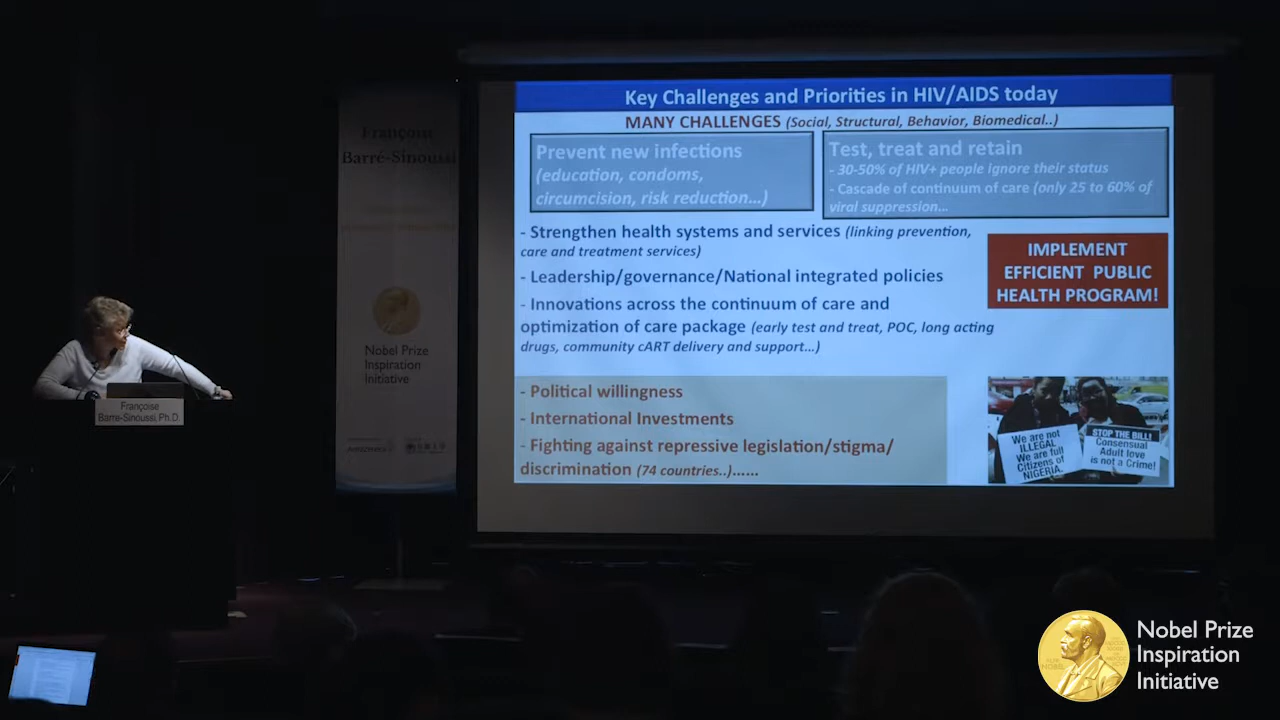 Françoise
Barré-Sinoussi
Nobel Prize
Inspiration
Initiative
Françoise
Barre-Sinoussi, Ph.D.
Key Challenges and Priorities in HIV/AIDS today
MANY CHALLENGES (Social, Structural, Behavior, Biomedical..)
Prevent new infections
(education, condoms,
circumcision, risk reduction...)
Test, treat and retain
- 30-50% of HIV+ people ignore their status
- Cascade of continuum of care (only 25 to 60% of
viral suppression...
- Strengthen health systems and services (linking prevention,
care and treatment services)
- Leadership/governance/National integrated policies
- Innovations across the continuum of care and
optimization of care package (early test and treat, POC, long acting
drugs, community cART delivery and support...)
IMPLEMENT
EFFICIENT PUBLIC
HEALTH PROGRAM!
- Political willingness
- International Investments
- Fighting against repressive legislation/stigma/
discrimination (74 countries..)......
We are not
ILLEGAL
We are full
Citizens of
NIGERIA.
STOP THE BILL!
Consensual
Adult love
is not a Crime!
Nobel Prize
Inspiration
Initiative